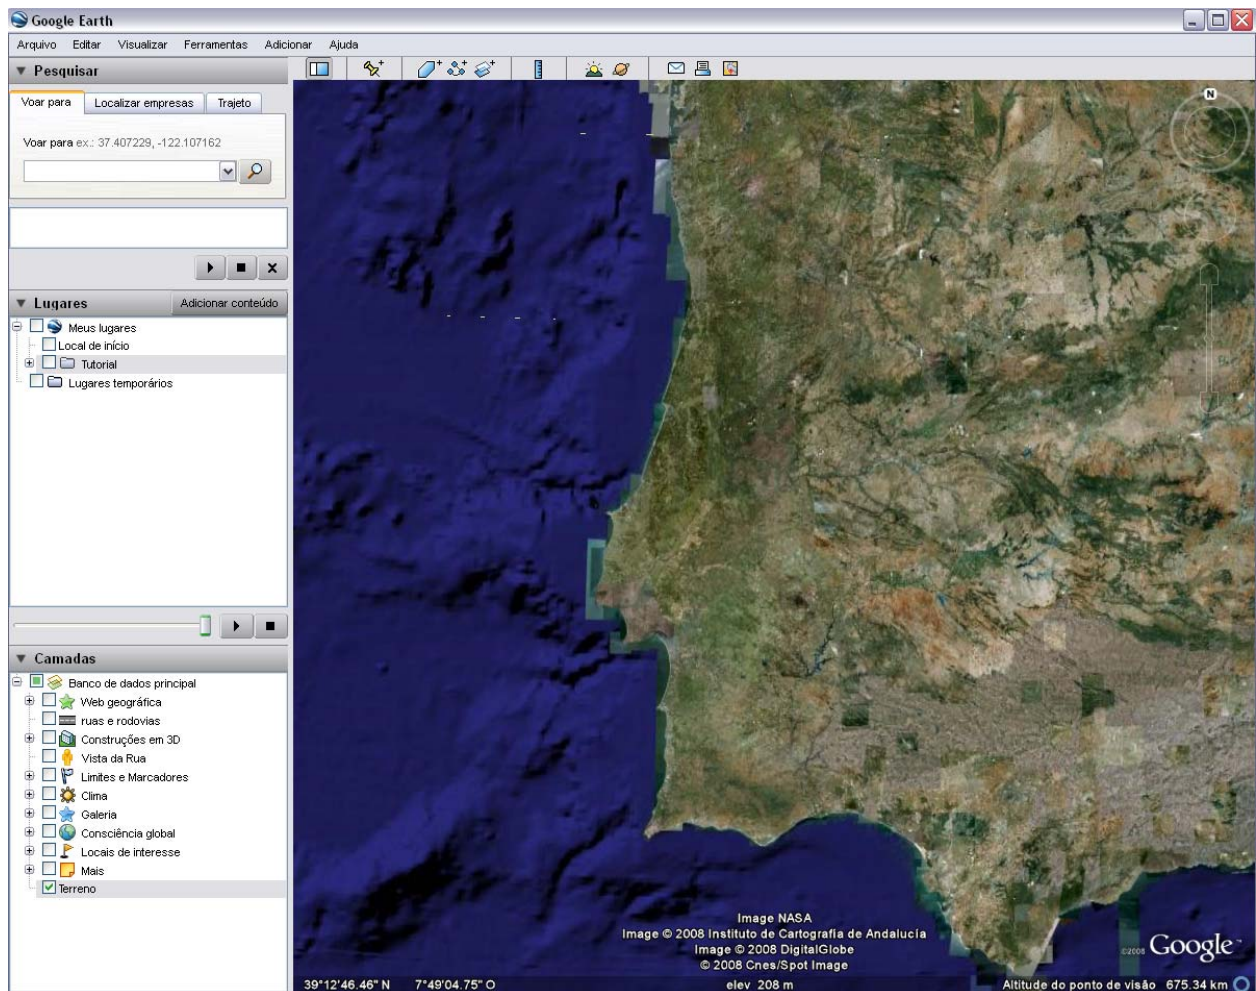 Google Earth
Arquivo Editar Visualizar Ferramentas Adicionar Ajuda
Pesquisar
Voar para Localizar empresas Trajeto
Voar para ex.: 37.407229, -122.107162
Lugares Adicionar conteúdo
Meus lugares
Local de início
Tutorial
Lugares temporários
Camadas
Banco de dados principal
Web geográfica
ruas e rodovias
Construções em 3D
Vista da Rua
Limites e Marcadores
Clima
Galeria
Consciência global
Locais de interesse
Mais
Terreno
N
Image NASA
Image © 2008 Instituto de Cartografia de Andalucia
Image © 2008 DigitalGlobe
© 2008 Cnes/Spot Image
©2008 Google™
39°12'46.46" N 7°49'04.75" O elev 208 m Altitude do ponto de visão 675.34 km